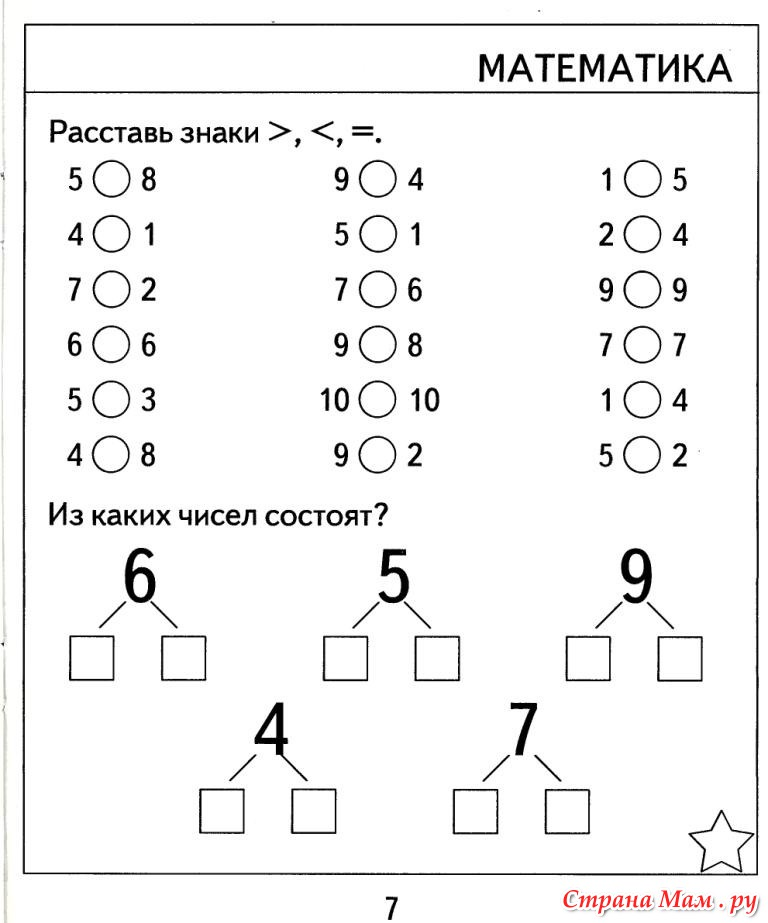 МАТЕМАТИКА
Расставь знаки >, <, =.
5 8 9 4 1 5
4 1 5 1 2 4
7 2 7 6 9 9
6 6 9 8 7 7
5 3 10 10 1 4
4 8 9 2 5 2
Из каких чисел состоят?
6 5 9
4 7
7
Страна Мам . ру